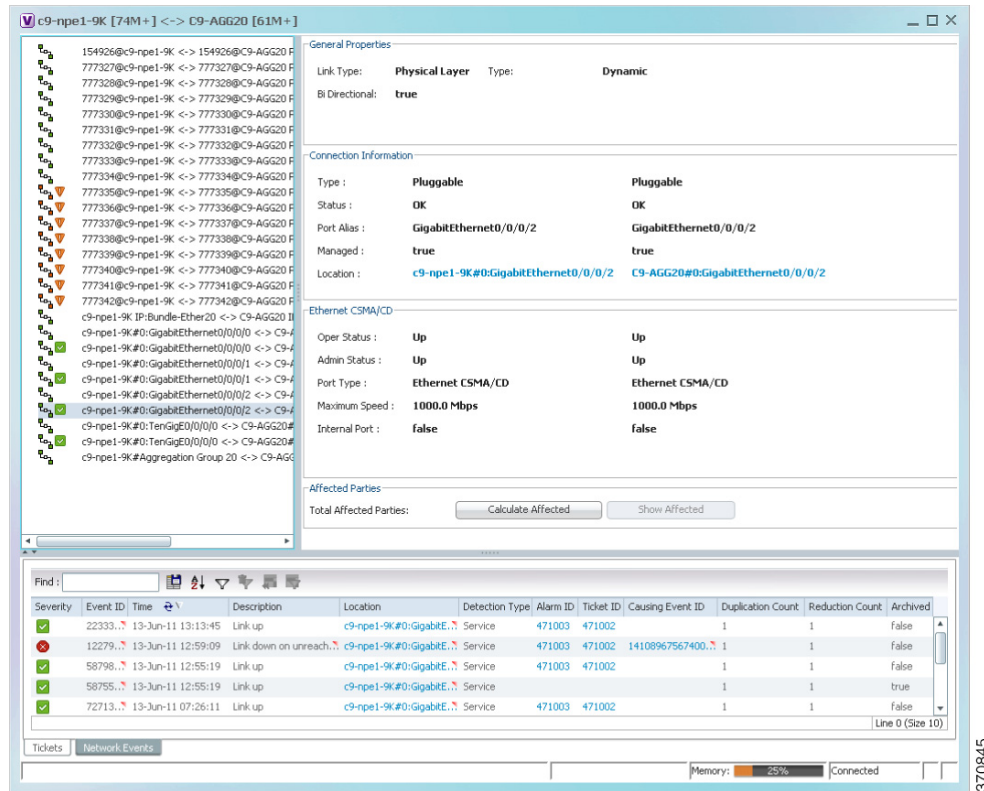 c9-npe1-9K [74M+] <-> C9-AGG20 [61M+]
154926@c9-npe1-9K <-> 154926@C9-AGG20 P
777327@c9-npe1-9K <-> 777327@C9-AGG20 P
777328@c9-npe1-9K <-> 777328@C9-AGG20 P
777329@c9-npe1-9K <-> 777329@C9-AGG20 P
777330@c9-npe1-9K <-> 777330@C9-AGG20 P
777331@c9-npe1-9K <-> 777331@C9-AGG20 P
777332@c9-npe1-9K <-> 777332@C9-AGG20 P
777333@c9-npe1-9K <-> 777333@C9-AGG20 P
777334@c9-npe1-9K <-> 777334@C9-AGG20 P
777335@c9-npe1-9K <-> 777335@C9-AGG20 P
777336@c9-npe1-9K <-> 777336@C9-AGG20 P
777337@c9-npe1-9K <-> 777337@C9-AGG20 P
777338@c9-npe1-9K <-> 777338@C9-AGG20 P
777339@c9-npe1-9K <-> 777339@C9-AGG20 P
777340@c9-npe1-9K <-> 777340@C9-AGG20 P
777341@c9-npe1-9K <-> 777341@C9-AGG20 P
777342@c9-npe1-9K <-> 777342@C9-AGG20 P
c9-npe1-9K IP:Bundle-Ether20 <-> C9-AGG20 II
c9-npe1-9K#0:GigabitEthernet0/0/0/0 <-> C9-A
c9-npe1-9K#0:GigabitEthernet0/0/0/0 <-> C9-A
c9-npe1-9K#0:GigabitEthernet0/0/0/1 <-> C9-A
c9-npe1-9K#0:GigabitEthernet0/0/0/1 <-> C9-A
c9-npe1-9K#0:GigabitEthernet0/0/0/2 <-> C9-A
c9-npe1-9K#0:GigabitEthernet0/0/0/2 <-> C9-A
c9-npe1-9K#0:TenGigE0/0/0/0 <-> C9-AGG20#
c9-npe1-9K#0:TenGigE0/0/0/0 <-> C9-AGG20#
c9-npe1-9K#Aggregation Group 20 <-> C9-AGG
General Properties
Link Type: Physical Layer Type: Dynamic
Bi Directional: true
Connection Information
Type : Pluggable Pluggable
Status : OK OK
Port Alias : GigabitEthernet0/0/0/2 GigabitEthernet0/0/0/2
Managed : true true
Location : c9-npe1-9K#0:GigabitEthernet0/0/0/2 C9-AGG20#0:GigabitEthernet0/0/0/2
Ethernet CSMA/CD
Oper Status : Up Up
Admin Status : Up Up
Port Type : Ethernet CSMA/CD Ethernet CSMA/CD
Maximum Speed : 1000.0 Mbps 1000.0 Mbps
Internal Port : false false
Affected Parties
Total Affected Parties: Calculate Affected Show Affected
Find :
Severity Event ID Time Description Location Detection Type Alarm ID Ticket ID Causing Event ID Duplication Count Reduction Count Archived
22333... 13-Jun-11 13:13:45 Link up c9-npe1-9K#0:GigabitE... Service 471003 471002 1 1 false
12279... 13-Jun-11 12:59:09 Link down on unreach... c9-npe1-9K#0:GigabitE... Service 471003 471002 14108967567400... 1 1 false
58798... 13-Jun-11 12:55:19 Link up c9-npe1-9K#0:GigabitE... Service 471003 471002 1 1 false
58755... 13-Jun-11 12:55:19 Link up c9-npe1-9K#0:GigabitE... Service 1 1 true
72713... 13-Jun-11 07:26:11 Link up c9-npe1-9K#0:GigabitE... Service 471003 471002 1 1 false
Line 0 (Size 10)
Tickets Network Events
Memory: 25% Connected
370845